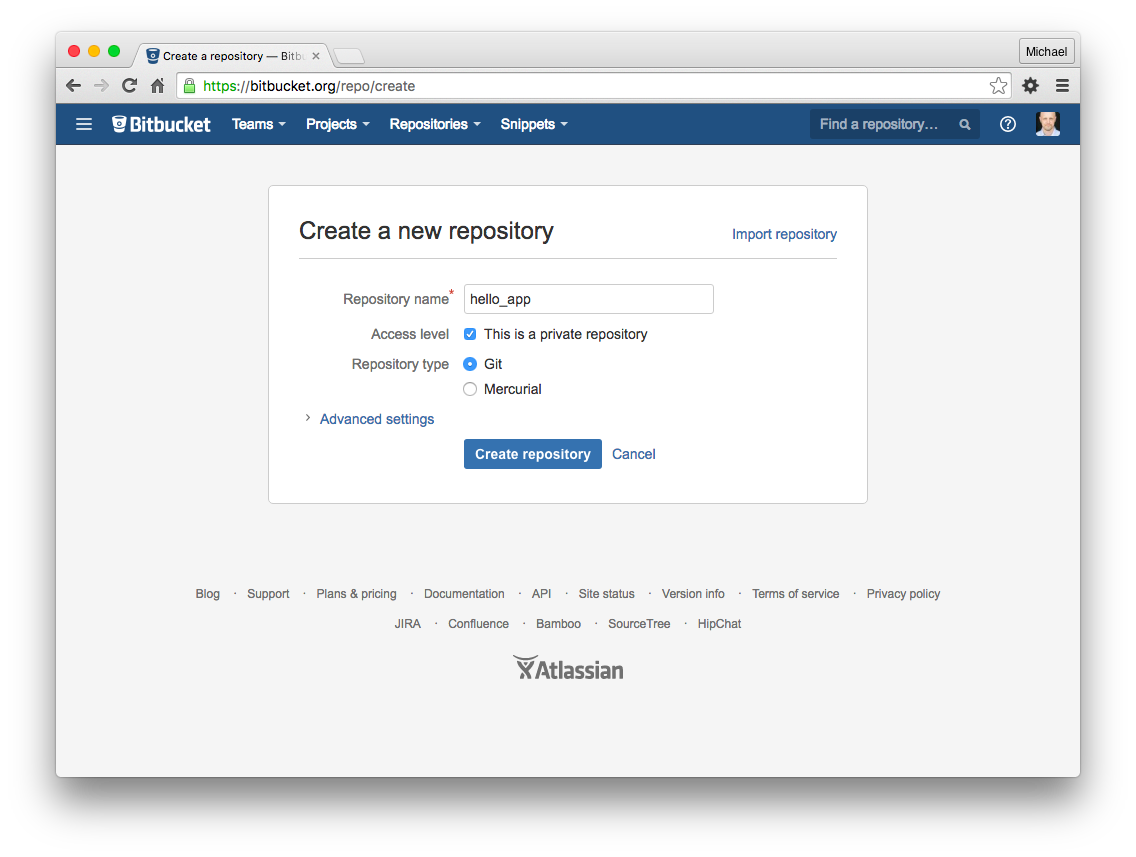 Create a repository — Bitb
Michael
https://bitbucket.org/repo/create
Bitbucket Teams Projects Repositories Snippets Find a repository...
Create a new repository
Import repository
Repository name* hello_app
Access level This is a private repository
Repository type Git
Mercurial
Advanced settings
Create repository Cancel
Blog · Support · Plans & pricing · Documentation · API · Site status · Version info · Terms of service · Privacy policy
JIRA · Confluence · Bamboo · SourceTree · HipChat
Atlassian